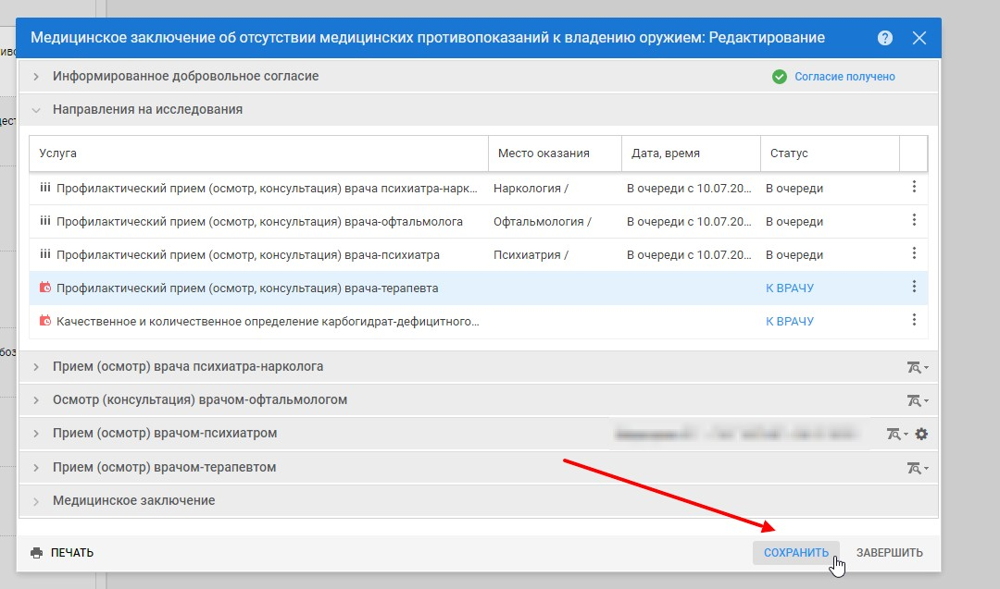 Медицинское заключение об отсутствии медицинских противопоказаний к владению оружием: Редактирование
Информированное добровольное согласие Согласие получено
Направления на исследования
Услуга Место оказания Дата, время Статус
Профилактический прием (осмотр, консультация) врача психиатра-нарк... Наркология / В очереди с 10.07.20... В очереди
Профилактический прием (осмотр, консультация) врача-офтальмолога Офтальмология / В очереди с 10.07.20... В очереди
Профилактический прием (осмотр, консультация) врача-психиатра Психиатрия / В очереди с 10.07.20... В очереди
Профилактический прием (осмотр, консультация) врача-терапевта К ВРАЧУ
Качественное и количественное определение карбогидрат-дефицитного... К ВРАЧУ
Прием (осмотр) врача психиатра-нарколога
Осмотр (консультация) врачом-офтальмологом
Прием (осмотр) врачом-психиатром
Прием (осмотр) врачом-терапевтом
Медицинское заключение
ПЕЧАТЬ СОХРАНИТЬ ЗАВЕРШИТЬ